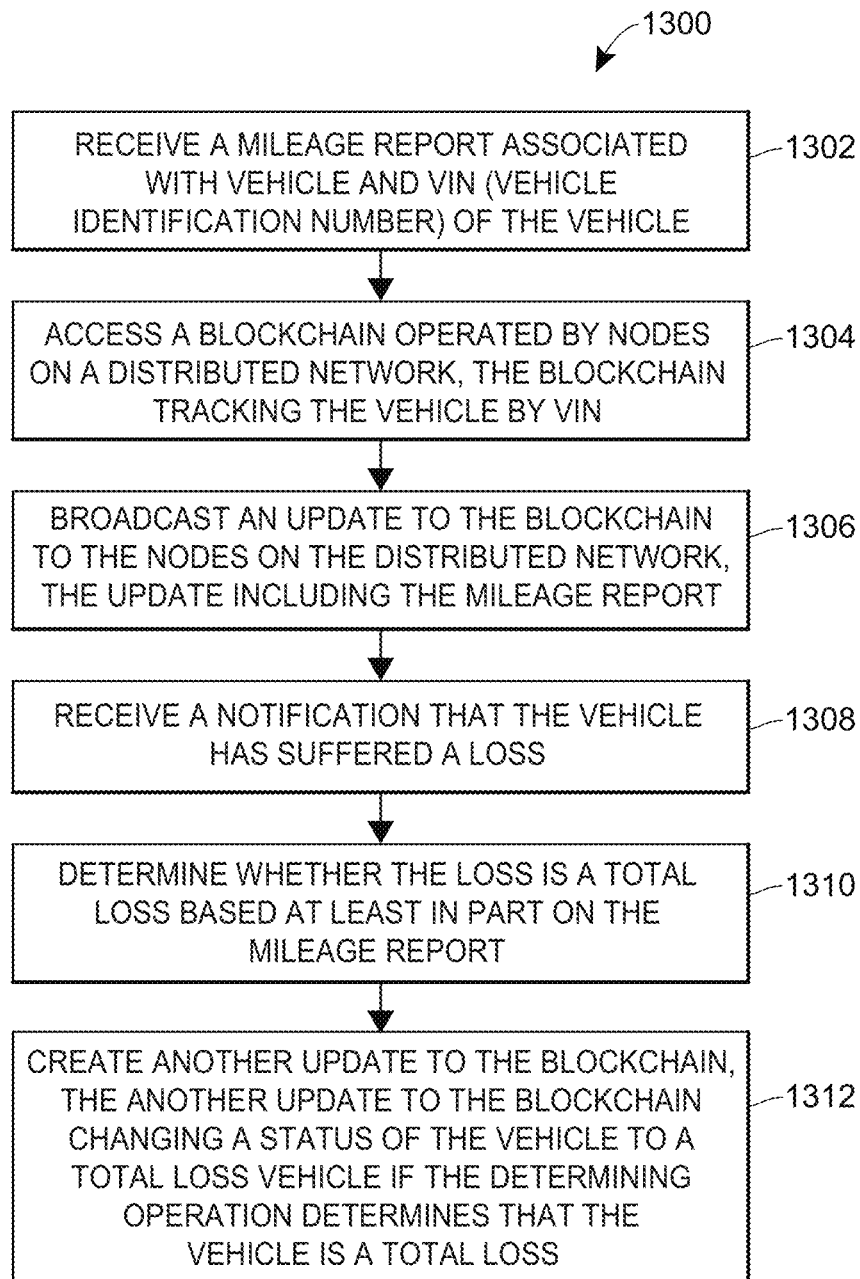 1300
RECEIVE A MILEAGE REPORT ASSOCIATED
WITH VEHICLE AND VIN (VEHICLE
IDENTIFICATION NUMBER) OF THE VEHICLE
1302
ACCESS A BLOCKCHAIN OPERATED BY NODES
ON A DISTRIBUTED NETWORK, THE BLOCKCHAIN
TRACKING THE VEHICLE BY VIN
1304
BROADCAST AN UPDATE TO THE BLOCKCHAIN
TO THE NODES ON THE DISTRIBUTED NETWORK,
THE UPDATE INCLUDING THE MILEAGE REPORT
1306
RECEIVE A NOTIFICATION THAT THE VEHICLE
HAS SUFFERED A LOSS
1308
DETERMINE WHETHER THE LOSS IS A TOTAL
LOSS BASED AT LEAST IN PART ON THE
MILEAGE REPORT
1310
CREATE ANOTHER UPDATE TO THE BLOCKCHAIN,
THE ANOTHER UPDATE TO THE BLOCKCHAIN
CHANGING A STATUS OF THE VEHICLE TO A
TOTAL LOSS VEHICLE IF THE DETERMINING
OPERATION DETERMINES THAT THE
VEHICLE IS A TOTAL LOSS
1312